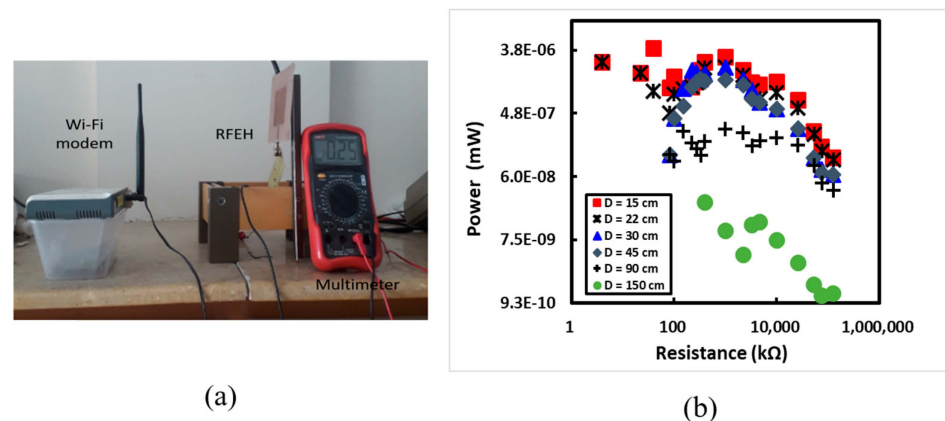 Wi-Fi
modem
RFEH
0.25
Multimeter
(a)
Power (mW)
3.8E-06
4.8E-07
6.0E-08
7.5E-09
9.3E-10
D = 15 cm
D = 22 cm
D = 30 cm
D = 45 cm
D = 90 cm
D = 150 cm
1
100
10,000
1,000,000
Resistance (kΩ)
(b)